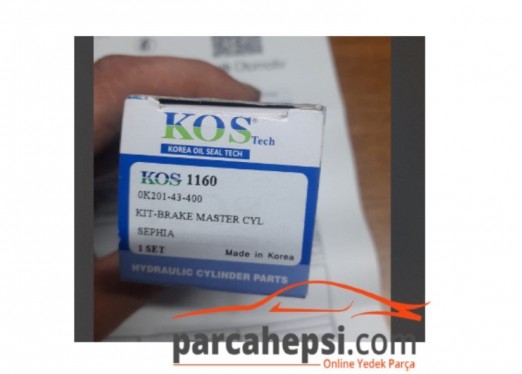 Otomotiv
KOS®
Tech
KOREA OIL SEAL TECH
KOS 1160
0K201-43-400
KIT-BRAKE MASTER CYL
SEPHIA
1 SET
Made in Korea
HYDRAULIC CYLINDER PARTS
parcahepsi.com
Online Yedek Parça